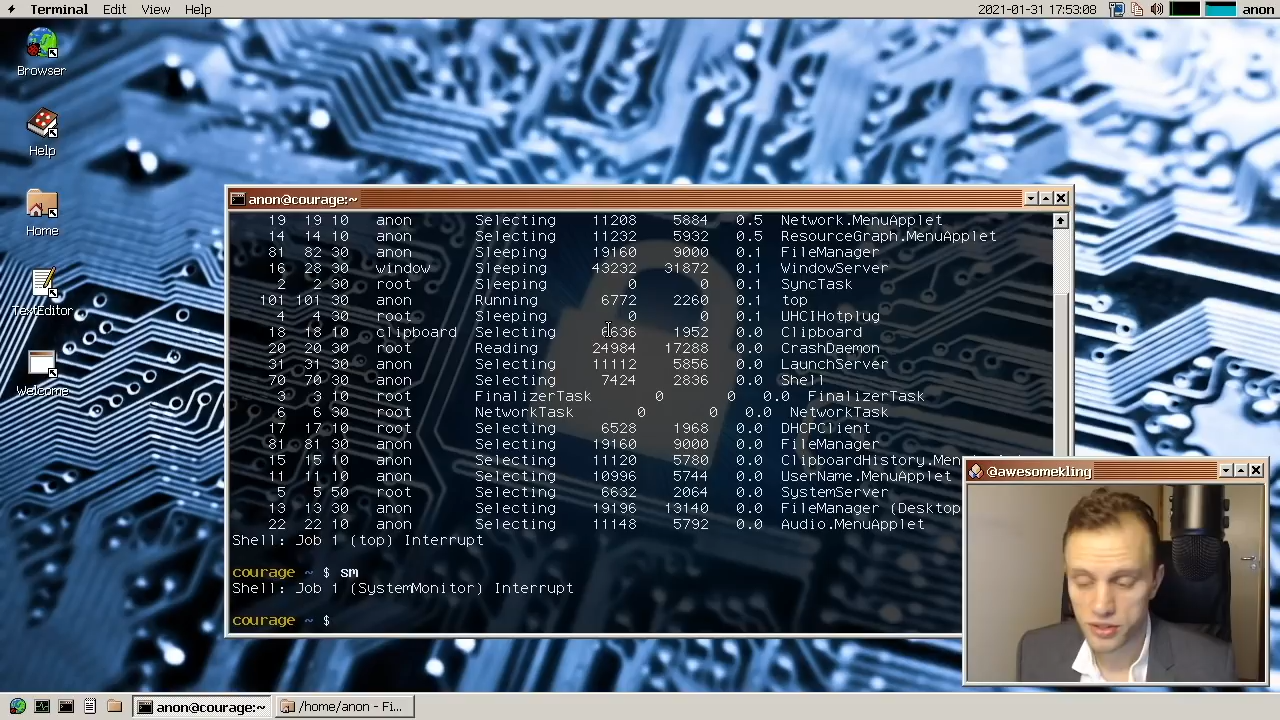 Terminal Edit View Help 2021-01-31 17:53:08 anon
Browser
Help
Home
TextEditor
Welcome
anon@courage:~
19 19 10 anon Selecting 11208 5884 0.5 Network.MenuApplet
14 14 10 anon Selecting 11232 5932 0.5 ResourceGraph.MenuApplet
81 82 30 anon Sleeping 19160 9000 0.1 FileManager
16 28 30 window Sleeping 43232 31872 0.1 WindowServer
2 2 30 root Sleeping 0 0 0.1 SyncTask
101 101 30 anon Running 6772 2260 0.1 top
4 4 30 root Sleeping 0 0 0.1 UHCIHotplug
18 18 10 clipboard Selecting 6636 1952 0.0 Clipboard
20 20 30 root Reading 24984 17288 0.0 CrashDaemon
31 31 30 anon Selecting 11112 5856 0.0 LaunchServer
70 70 30 anon Selecting 7424 2836 0.0 Shell
3 3 10 root FinalizerTask 0 0 0.0 FinalizerTask
6 6 30 root NetworkTask 0 0 0.0 NetworkTask
17 17 10 root Selecting 6528 1968 0.0 DHCPClient
81 81 30 anon Selecting 19160 9000 0.0 FileManager
15 15 10 anon Selecting 11120 5780 0.0 ClipboardHistory.Men
11 11 10 anon Selecting 10996 5744 0.0 UserName.MenuApplet
5 5 50 root Selecting 6632 2064 0.0 SystemServer
13 13 30 anon Selecting 19196 13140 0.0 FileManager (Desktop
22 22 10 anon Selecting 11148 5792 0.0 Audio.MenuApplet
Shell: Job 1 (top) Interrupt
courage ~ $ sm
Shell: Job 1 (SystemMonitor) Interrupt
courage ~ $
@awesomekling
anon@courage:~
/home/anon - Fi...